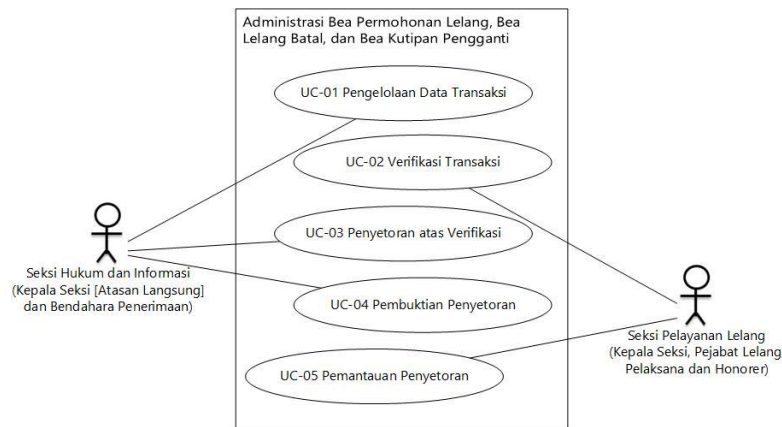 Administrasi Bea Permohonan Lelang, Bea
Lelang Batal, dan Bea Kutipan Pengganti
UC-01 Pengelolaan Data Transaksi
UC-02 Verifikasi Transaksi
UC-03 Penyetoran atas Verifikasi
Seksi Hukum dan Informasi
(Kepala Seksi [Atasan Langsung]
dan Bendahara Penerimaan)
UC-04 Pembuktian Penyetoran
Seksi Pelayanan Lelang
(Kepala Seksi, Pejabat Lelang
Pelaksana dan Honorer)
UC-05 Pemantauan Penyetoran